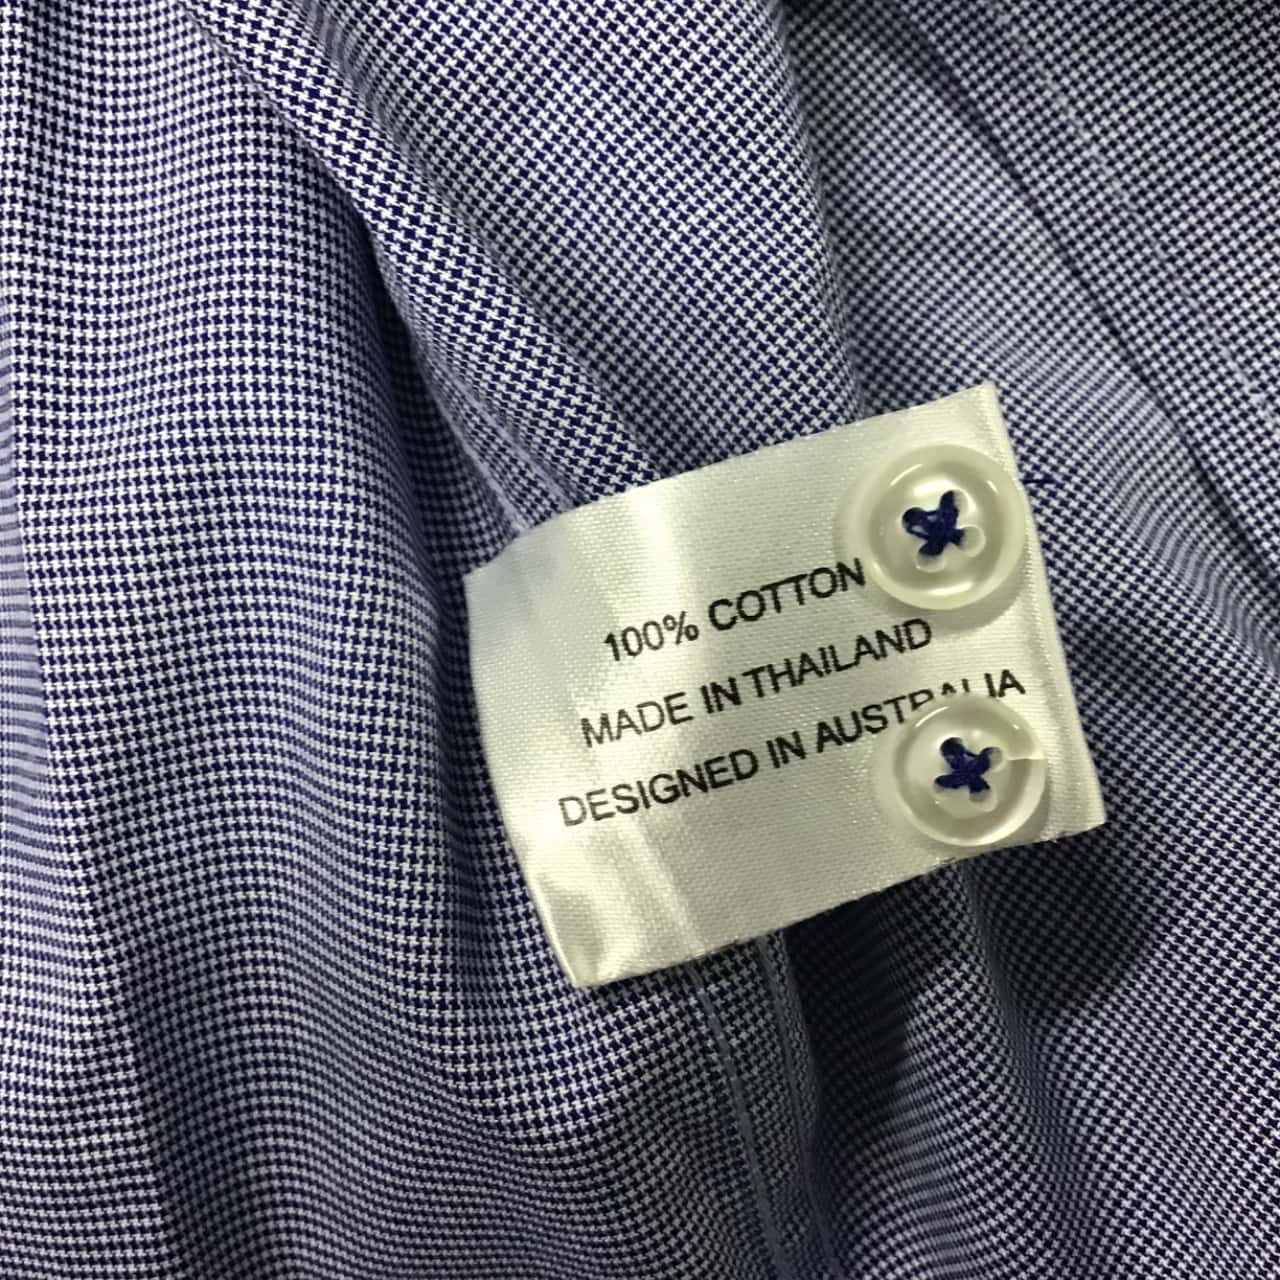 100% COTTON
MADE IN THAILAND
DESIGNED IN AUSTRALIA